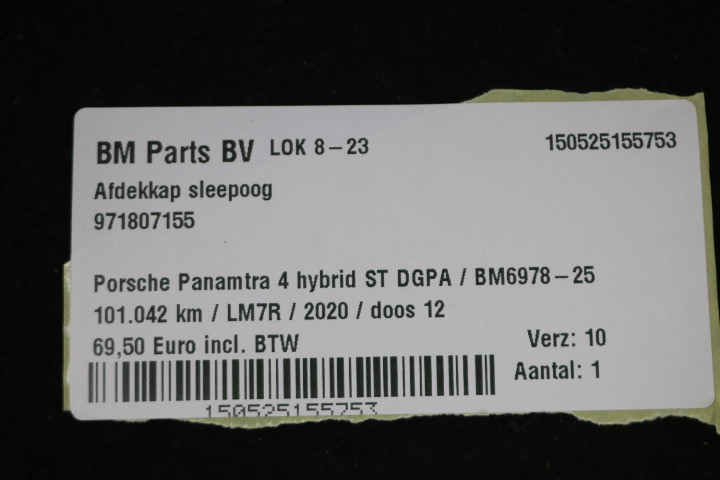 BM Parts BV LOK 8-23 150525155753
Afdekkap sleepoog
971807155
Porsche Panamtra 4 hybrid ST DGPA / BM6978-25
101.042 km / LM7R / 2020 / doos 12
69,50 Euro incl. BTW Verz: 10
Aantal: 1
150525155753